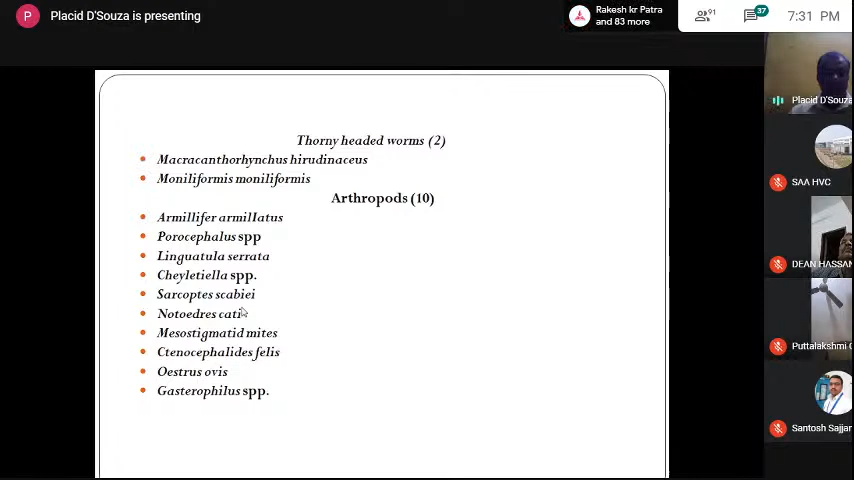 P
Placid D'Souza is presenting
Rakesh kr Patra
and 83 more
91
37
7:31 PM
Thorny headed worms (2)
• Macracanthorhynchus hirudinaceus
• Moniliformis moniliformis
Arthropods (10)
• Armillifer armillatus
• Porocephalus spp
• Linguatula serrata
• Cheyletiella spp.
• Sarcoptes scabiei
• Notoedres cati
• Mesostigmatid mites
• Ctenocephalides felis
• Oestrus ovis
• Gasterophilus spp.
Placid D'Souza
SAA HVC
DEAN HASSAN
Puttalakshmi G
Santosh Sajjar